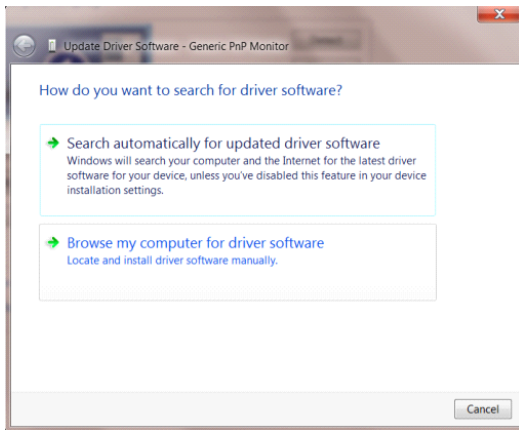 Update Driver Software - Generic PnP Monitor
How do you want to search for driver software?
Search automatically for updated driver software
Windows will search your computer and the Internet for the latest driver
software for your device, unless you've disabled this feature in your device
installation settings.
Browse my computer for driver software
Locate and install driver software manually.
Cancel